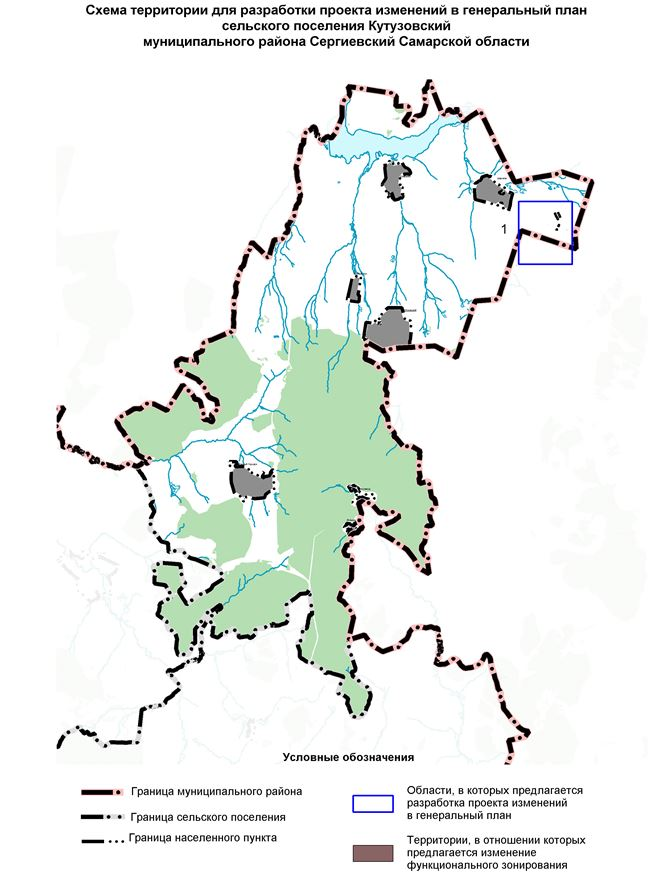 Схема территории для разработки проекта изменений в генеральный план
сельского поселения Кутузовский
муниципального района Сергиевский Самарской области
1
Условные обозначения
Граница муниципального района
Граница сельского поселения
Граница населенного пункта
Области, в которых предлагается
разработка проекта изменений
в генеральный план
Территории, в отношении которых
предлагается изменение
функционального зонирования